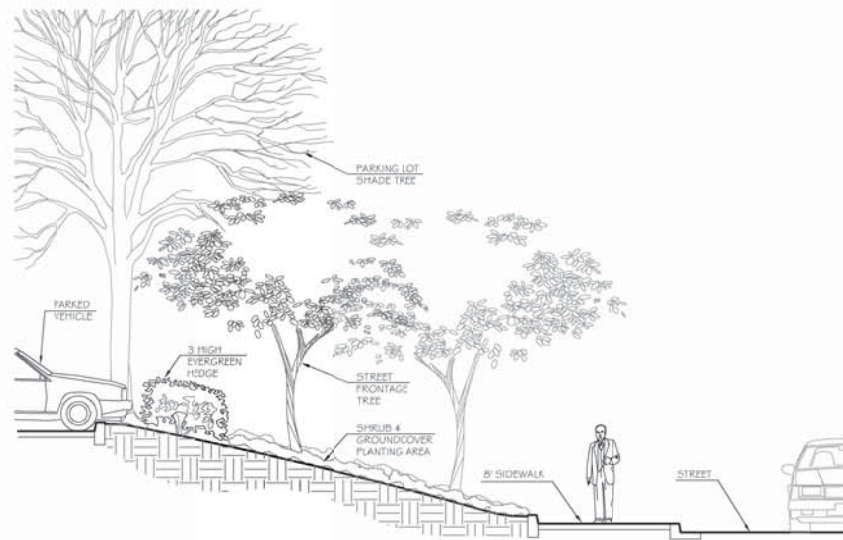 PARKING LOT
SHADE TREE
PARKED
VEHICLE
3 HIGH
EVERGREEN
HEDGE
STREET
FRONTAGE
TREE
SHRUB &
GROUNDCOVER
PLANTING AREA
8' SIDEWALK
STREET